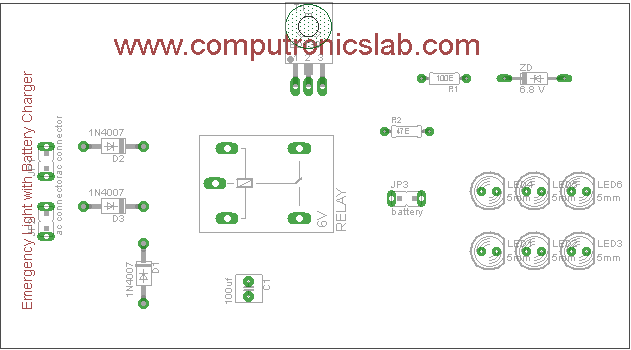 www.computronicslab.com
1 2 3
ZD
100E
R1
6.8 V
Emergency Light with Battery Charger
ac connector
ac connector
1N4007
D2
R2
47E
1N4007
D3
RELAY
6V
JP3
battery
LED4
LED5
LED6
5mm
5mm
5mm
LED1
LED2
LED3
5mm
5mm
5mm
1N4007
D1
100uf
C1